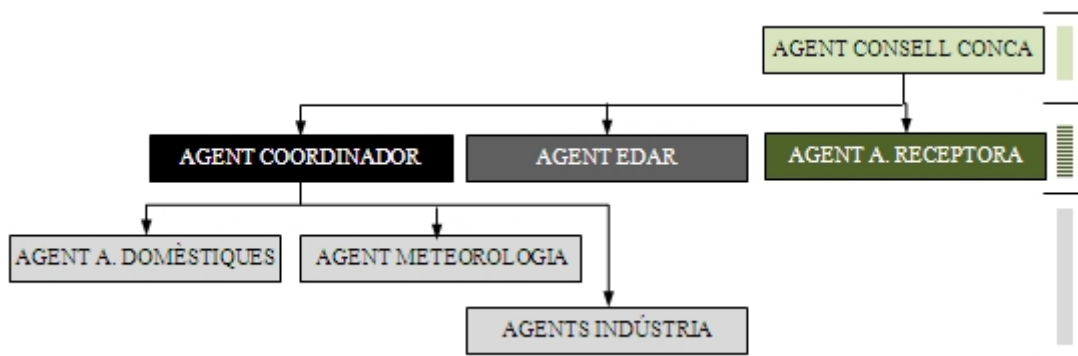 AGENT CONSELL CONCA
AGENT COORDINADOR
AGENT EDAR
AGENT A. RECEPTORA
AGENT A. DOMÈSTIQUES
AGENT METEOROLOGIA
AGENTS INDÚSTRIA